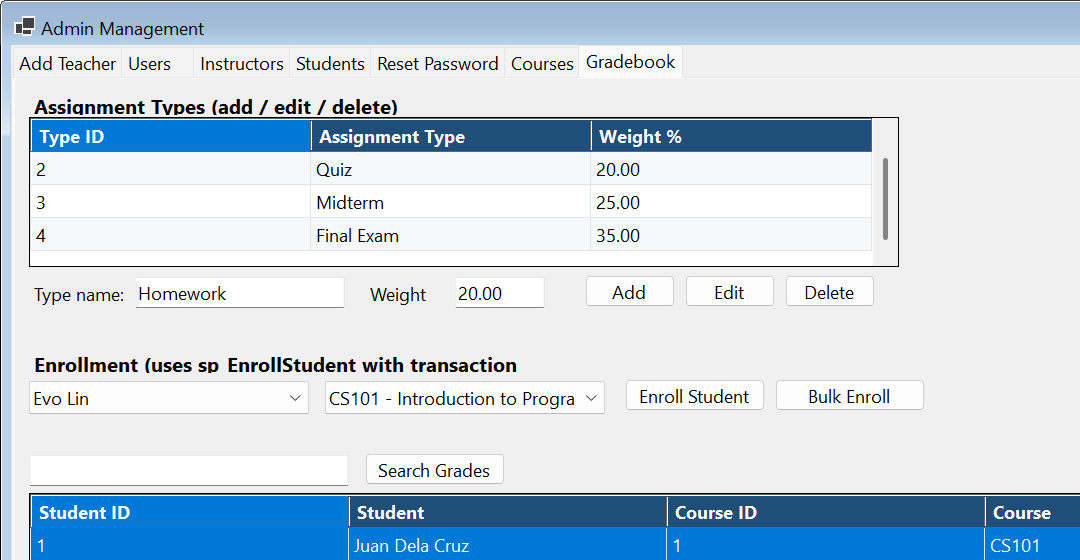 Admin Management
Add Teacher Users Instructors Students Reset Password Courses Gradebook
Assignment Types (add / edit / delete)
Type ID Assignment Type Weight %
2 Quiz 20.00
3 Midterm 25.00
4 Final Exam 35.00
Type name: Homework Weight 20.00 Add Edit Delete
Enrollment (uses sp_EnrollStudent with transaction
Evo Lin CS101 - Introduction to Progra Enroll Student Bulk Enroll
Search Grades
Student ID Student Course ID Course
1 Juan Dela Cruz 1 CS101